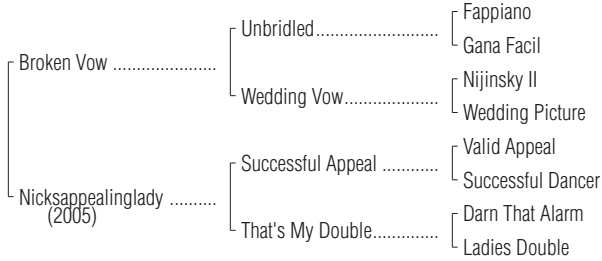 Fappiano
Unbridled..............................
Gana Facil
Broken Vow .........................
Nijinsky II
Wedding Vow.......................
Wedding Picture
Valid Appeal
Successful Appeal ..............
Successful Dancer
Nicksappealinglady ...........
(2005)
Darn That Alarm
That's My Double................
Ladies Double